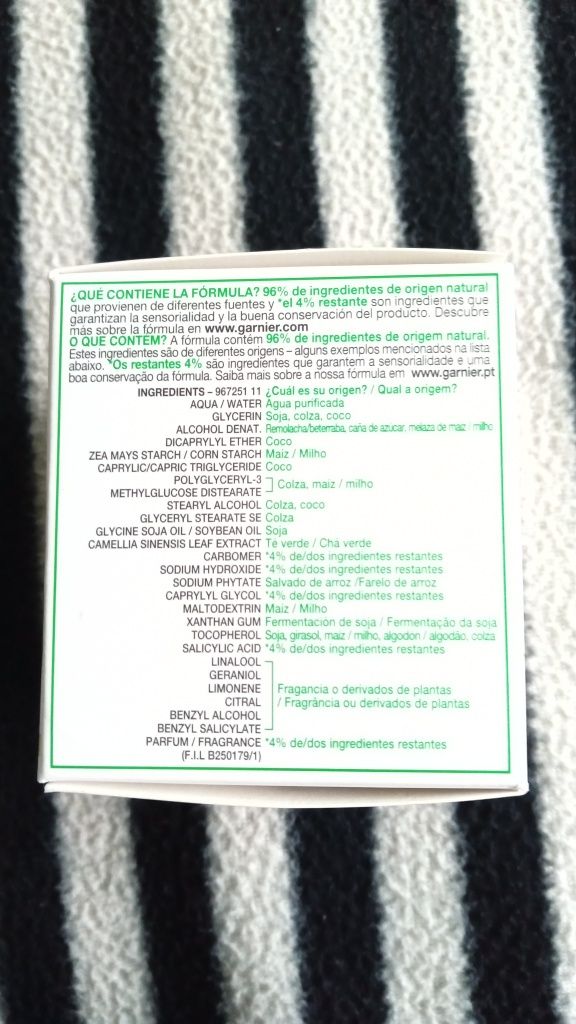 ¿QUÉ CONTIENE LA FÓRMULA? 96% de ingredientes de origen natural
que provienen de diferentes fuentes y *el 4% restante son ingredientes que
garantizan la sensorialidad y la buena conservación del producto. Descubre
más sobre la fórmula en www.garnier.com
O QUE CONTÉM? A fórmula contém 96% de ingredientes de origem natural.
Estes ingredientes são de diferentes origens – alguns exemplos mencionados na lista
abaixo. *Os restantes 4% são ingredientes que garantem a sensorialidade e uma
boa conservação da fórmula. Saiba mais sobre a nossa fórmula em www.garnier.pt
INGREDIENTS – 967251 11 ¿Cuál es su origen? / Qual a origem?
AQUA / WATER Agua purificada
GLYCERIN Soja, colza, coco
ALCOHOL DENAT. Remolacha/beterraba, caña de azucar, melaza de maiz / milho
DICAPRYLYL ETHER Coco
ZEA MAYS STARCH / CORN STARCH Maiz / Milho
CAPRYLIC/CAPRIC TRIGLYCERIDE Coco
POLYGLYCERYL-3
METHYLGLUCOSE DISTEARATE Colza, maiz / milho
STEARYL ALCOHOL Colza, coco
GLYCERYL STEARATE SE Colza
GLYCINE SOJA OIL / SOYBEAN OIL Soja
CAMELLIA SINENSIS LEAF EXTRACT Té verde / Chá verde
CARBOMER *4% de/dos ingredientes restantes
SODIUM HYDROXIDE *4% de/dos ingredientes restantes
SODIUM PHYTATE Salvado de arroz /Farelo de arroz
CAPRYLYL GLYCOL *4% de/dos ingredientes restantes
MALTODEXTRIN Maiz / Milho
XANTHAN GUM Fermentación de soja / Fermentação da soja
TOCOPHEROL Soja, girasol, maiz / milho, algodon / algodão, colza
SALICYLIC ACID *4% de/dos ingredientes restantes
LINALOOL
GERANIOL
LIMONENE Fragancia o derivados de plantas
CITRAL / Fragrância ou derivados de plantas
BENZYL ALCOHOL
BENZYL SALICYLATE
PARFUM / FRAGRANCE *4% de/dos ingredientes restantes
(F.I.L B250179/1)